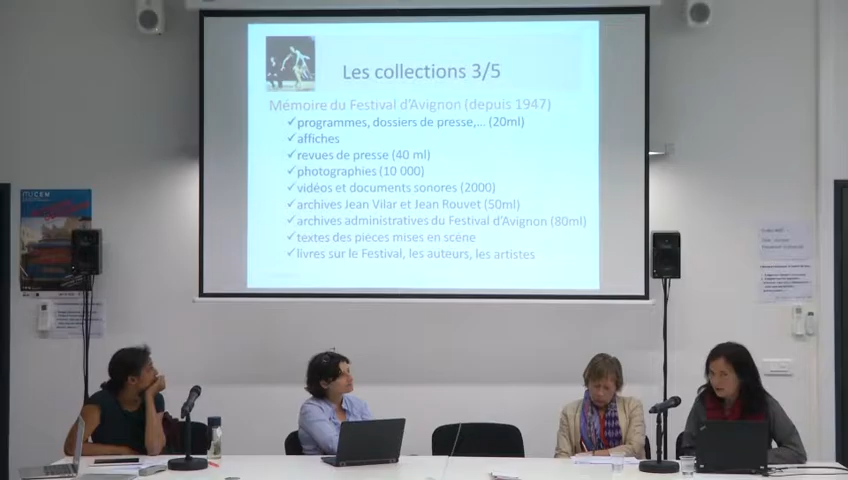 Les collections 3/5
Mémoire du Festival d'Avignon (depuis 1947)
✓programmes, dossiers de presse,... (20ml)
✓affiches
✓revues de presse (40 ml)
✓photographies (10 000)
✓vidéos et documents sonores (2000)
✓archives Jean Vilar et Jean Rouvet (50ml)
✓archives administratives du Festival d'Avignon (80ml)
✓textes des pièces mises en scène
✓livres sur le Festival, les auteurs, les artistes